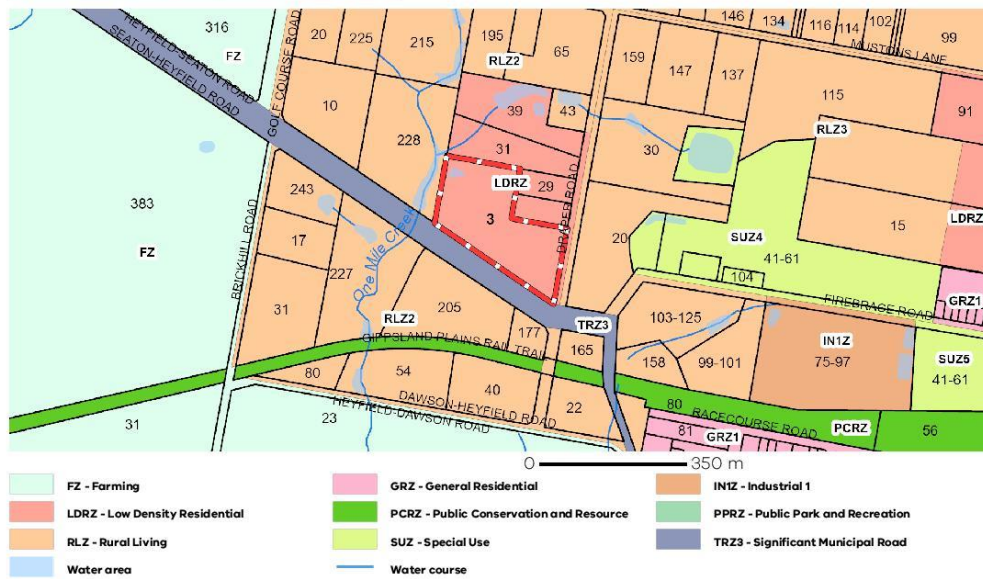 316
20
225
215
195
65
146
134
116
114
102
99
HEYFIELD-SEATON ROAD
SEATON-HEYFIELD ROAD
GOLF COURSE ROAD
MUSTONS LANE
FZ
RLZ2
159
147
137
10
228
39
43
115
91
RLZ3
31
30
LDRZ
29
383
243
3
DRAPER ROAD
15
LDRZ
FZ
BRICKHILL ROAD
17
One Mile Creek
20
SUZ4
104
41-61
227
31
RLZ2
205
177
TRZ3
103-125
FIREBRACE ROAD
GRZ1
GIPPSLAND PLAINS RAIL TRAIL
165
158
99-101
IN1Z
75-97
SUZ5
41-61
80
54
40
22
DAWSON-HEYFIELD ROAD
HEYFIELD-DAWSON ROAD
31
23
80
RACECOURSE ROAD
PCRZ
56
81
GRZ1
0 350 m
FZ - Farming
GRZ - General Residential
IN1Z - Industrial 1
LDRZ - Low Density Residential
PCRZ - Public Conservation and Resource
PPRZ - Public Park and Recreation
RLZ - Rural Living
SUZ - Special Use
TRZ3 - Significant Municipal Road
Water area
Water course